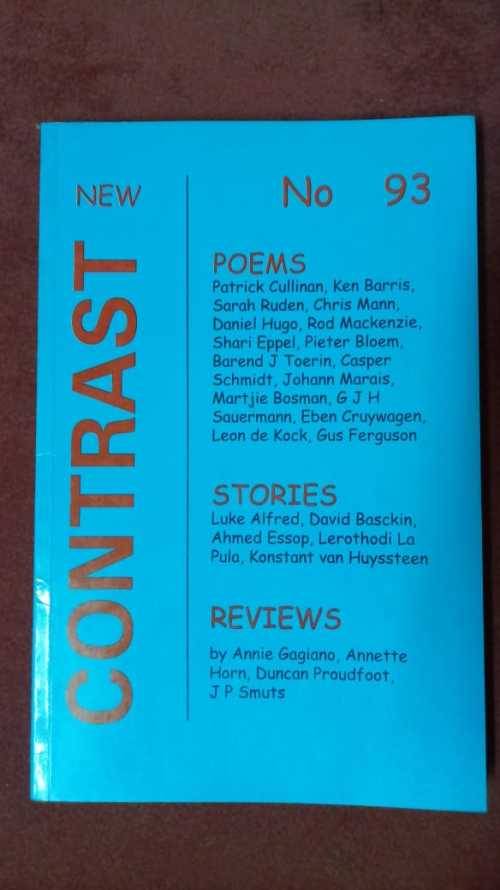 NEW
CONTRAST
No 93
POEMS
Patrick Cullinan, Ken Barris,
Sarah Ruden, Chris Mann,
Daniel Hugo, Rod Mackenzie,
Shari Eppel, Pieter Bloem,
Barend J Toerin, Casper
Schmidt, Johann Marais,
Martjie Bosman, G J H
Sauermann, Eben Cruywagen,
Leon de Kock, Gus Ferguson
STORIES
Luke Alfred, David Basckin,
Ahmed Essop, Lerothodi La
Pula, Konstant van Huyssteen
REVIEWS
by Annie Gagiano, Annette
Horn, Duncan Proudfoot,
J P Smuts